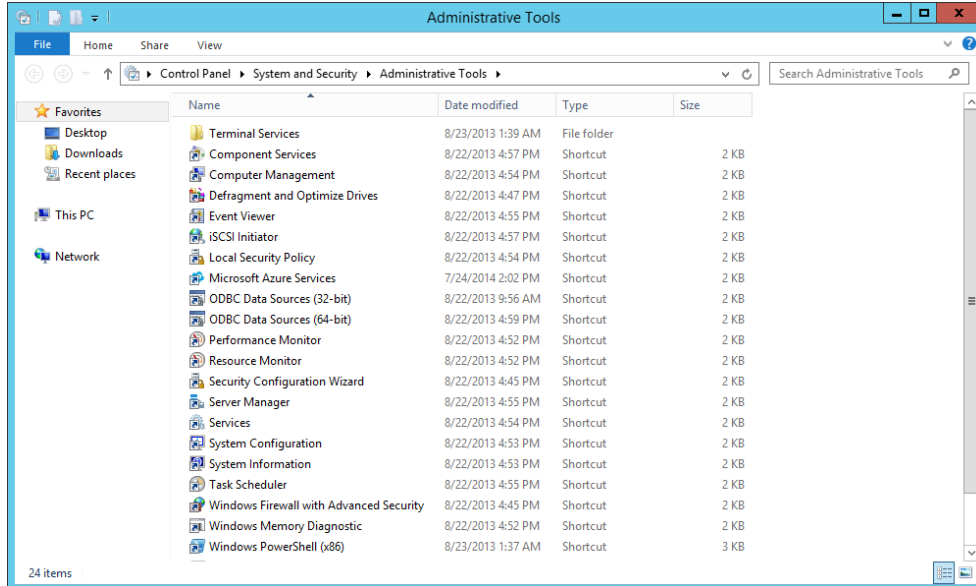 Administrative Tools
File Home Share View
Control Panel System and Security Administrative Tools
Search Administrative Tools
Favorites
Desktop
Downloads
Recent places
This PC
Network
Name Date modified Type Size
Terminal Services 8/23/2013 1:39 AM File folder
Component Services 8/22/2013 4:57 PM Shortcut 2 KB
Computer Management 8/22/2013 4:54 PM Shortcut 2 KB
Defragment and Optimize Drives 8/22/2013 4:47 PM Shortcut 2 KB
Event Viewer 8/22/2013 4:55 PM Shortcut 2 KB
iSCSI Initiator 8/22/2013 4:57 PM Shortcut 2 KB
Local Security Policy 8/22/2013 4:54 PM Shortcut 2 KB
Microsoft Azure Services 7/24/2014 2:02 PM Shortcut 2 KB
ODBC Data Sources (32-bit) 8/22/2013 9:56 AM Shortcut 2 KB
ODBC Data Sources (64-bit) 8/22/2013 4:59 PM Shortcut 2 KB
Performance Monitor 8/22/2013 4:52 PM Shortcut 2 KB
Resource Monitor 8/22/2013 4:52 PM Shortcut 2 KB
Security Configuration Wizard 8/22/2013 4:45 PM Shortcut 2 KB
Server Manager 8/22/2013 4:55 PM Shortcut 2 KB
Services 8/22/2013 4:54 PM Shortcut 2 KB
System Configuration 8/22/2013 4:53 PM Shortcut 2 KB
System Information 8/22/2013 4:53 PM Shortcut 2 KB
Task Scheduler 8/22/2013 4:55 PM Shortcut 2 KB
Windows Firewall with Advanced Security 8/22/2013 4:45 PM Shortcut 2 KB
Windows Memory Diagnostic 8/22/2013 4:52 PM Shortcut 2 KB
Windows PowerShell (x86) 8/23/2013 1:37 AM Shortcut 3 KB
24 items